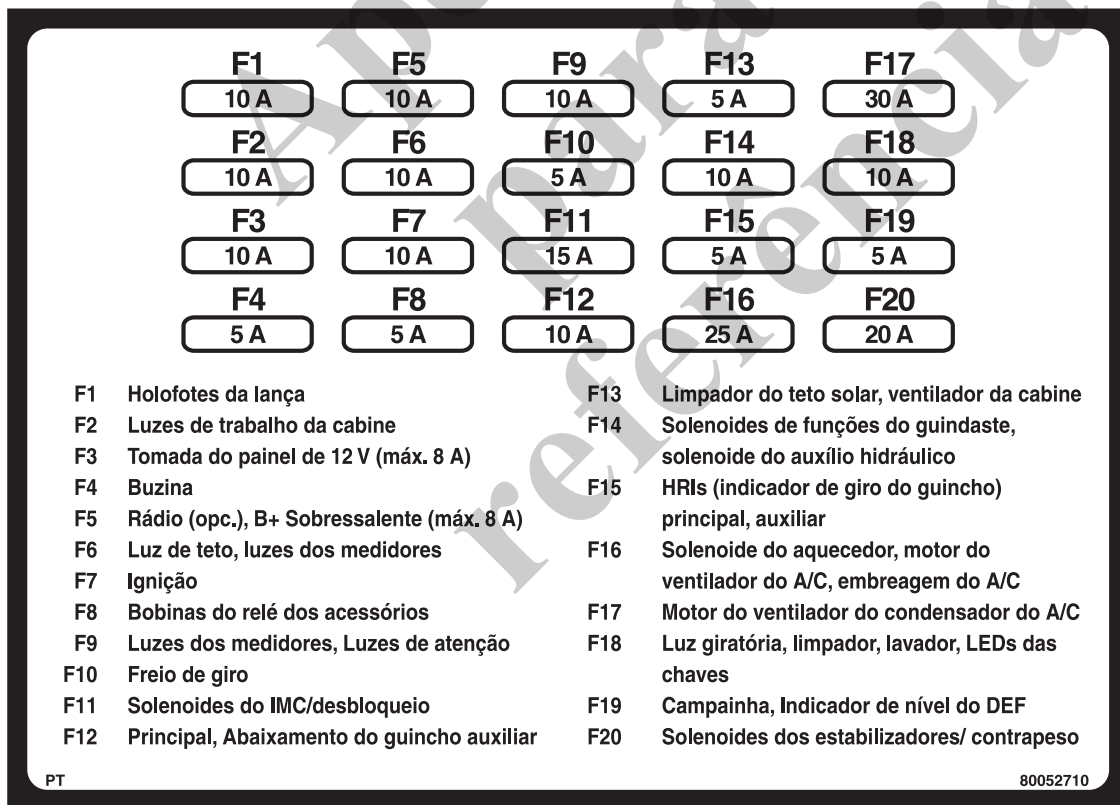 F1 F5 F9 F13 F17
10 A 10 A 10 A 5 A 30 A
F2 F6 F10 F14 F18
10 A 10 A 5 A 10 A 10 A
F3 F7 F11 F15 F19
10 A 10 A 15 A 5 A 5 A
F4 F8 F12 F16 F20
5 A 5 A 10 A 25 A 20 A
F1 Holofotes da lança
F2 Luzes de trabalho da cabine
F3 Tomada do painel de 12 V (máx. 8 A)
F4 Buzina
F5 Rádio (opc.), B+ Sobressalente (máx. 8 A)
F6 Luz de teto, luzes dos medidores
F7 Ignição
F8 Bobinas do relé dos acessórios
F9 Luzes dos medidores, Luzes de atenção
F10 Freio de giro
F11 Solenoides do IMC/desbloqueio
F12 Principal, Abaixamento do guincho auxiliar
F13 Limpador do teto solar, ventilador da cabine
F14 Solenoides de funções do guindaste,
solenoide do auxílio hidráulico
F15 HRIs (indicador de giro do guincho)
principal, auxiliar
F16 Solenoide do aquecedor, motor do
ventilador do A/C, embreagem do A/C
F17 Motor do ventilador do condensador do A/C
F18 Luz giratória, limpador, lavador, LEDs das
chaves
F19 Campainha, Indicador de nível do DEF
F20 Solenoides dos estabilizadores/ contrapeso
PT 80052710
para
referência